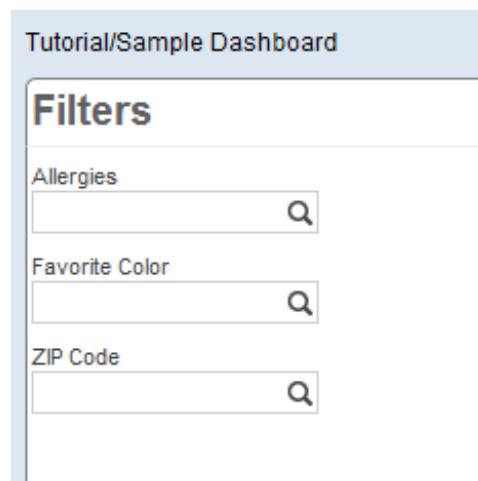 Tutorial/Sample Dashboard
Filters
Allergies
Favorite Color
ZIP Code